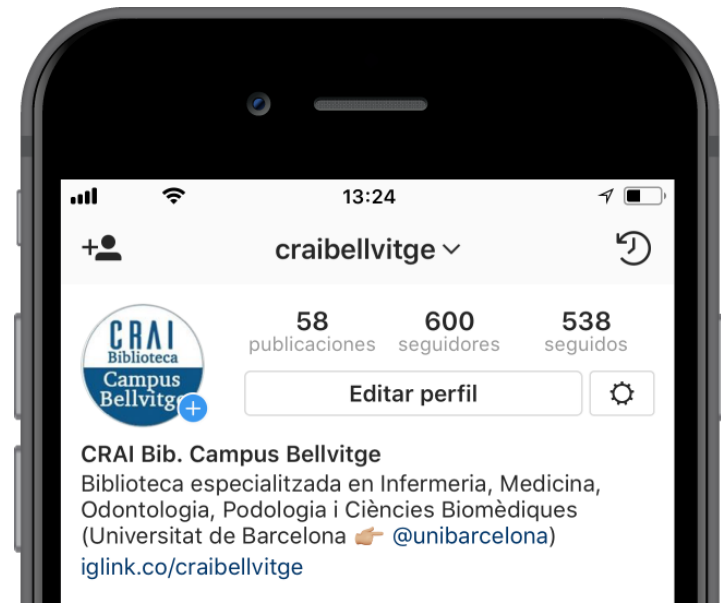 13:24
craibellvitge
58 600 538
publicaciones seguidores seguidos
CRAI
Biblioteca
Campus
Bellvitge
Editar perfil
CRAI Bib. Campus Bellvitge
Biblioteca especialitzada en Infermeria, Medicina,
Odontologia, Podologia i Ciències Biomèdiques
(Universitat de Barcelona 👉🏼 @unibarcelona)
iglink.co/craibellvitge